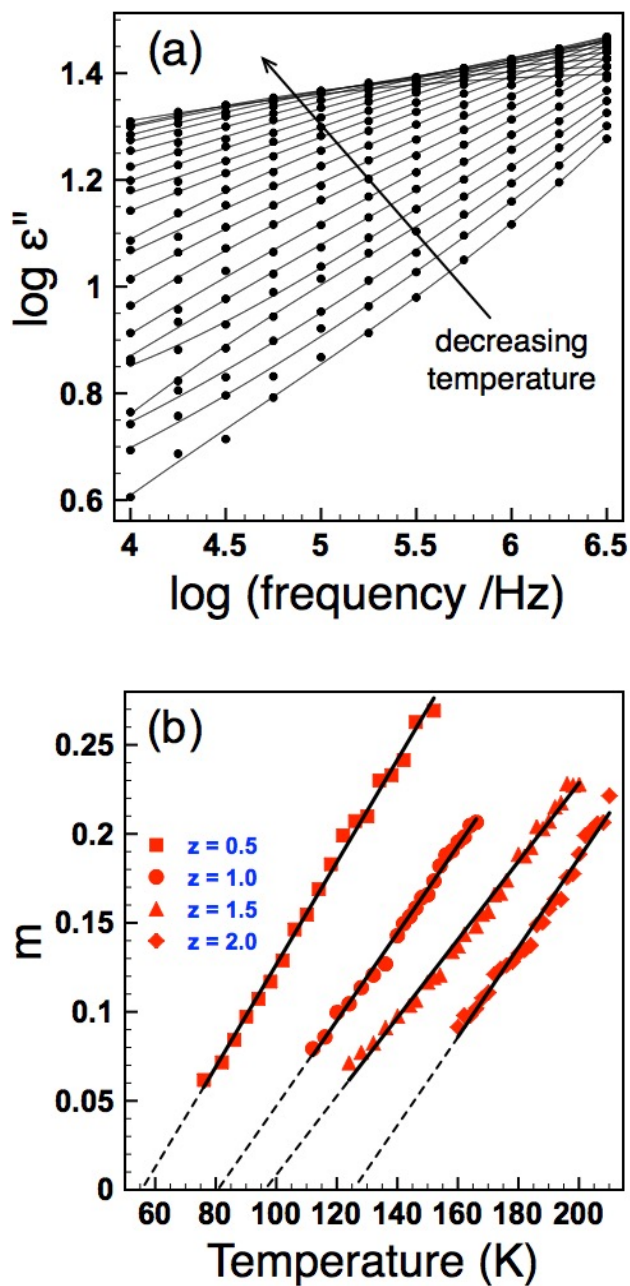 (a)
1.4
1.2
1
0.8
0.6
log ε"
decreasing
temperature
4 4.5 5 5.5 6 6.5
log (frequency /Hz)
(b)
0.25
0.2
0.15
0.1
0.05
0
m
z = 0.5
z = 1.0
z = 1.5
z = 2.0
60 80 100 120 140 160 180 200
Temperature (K)